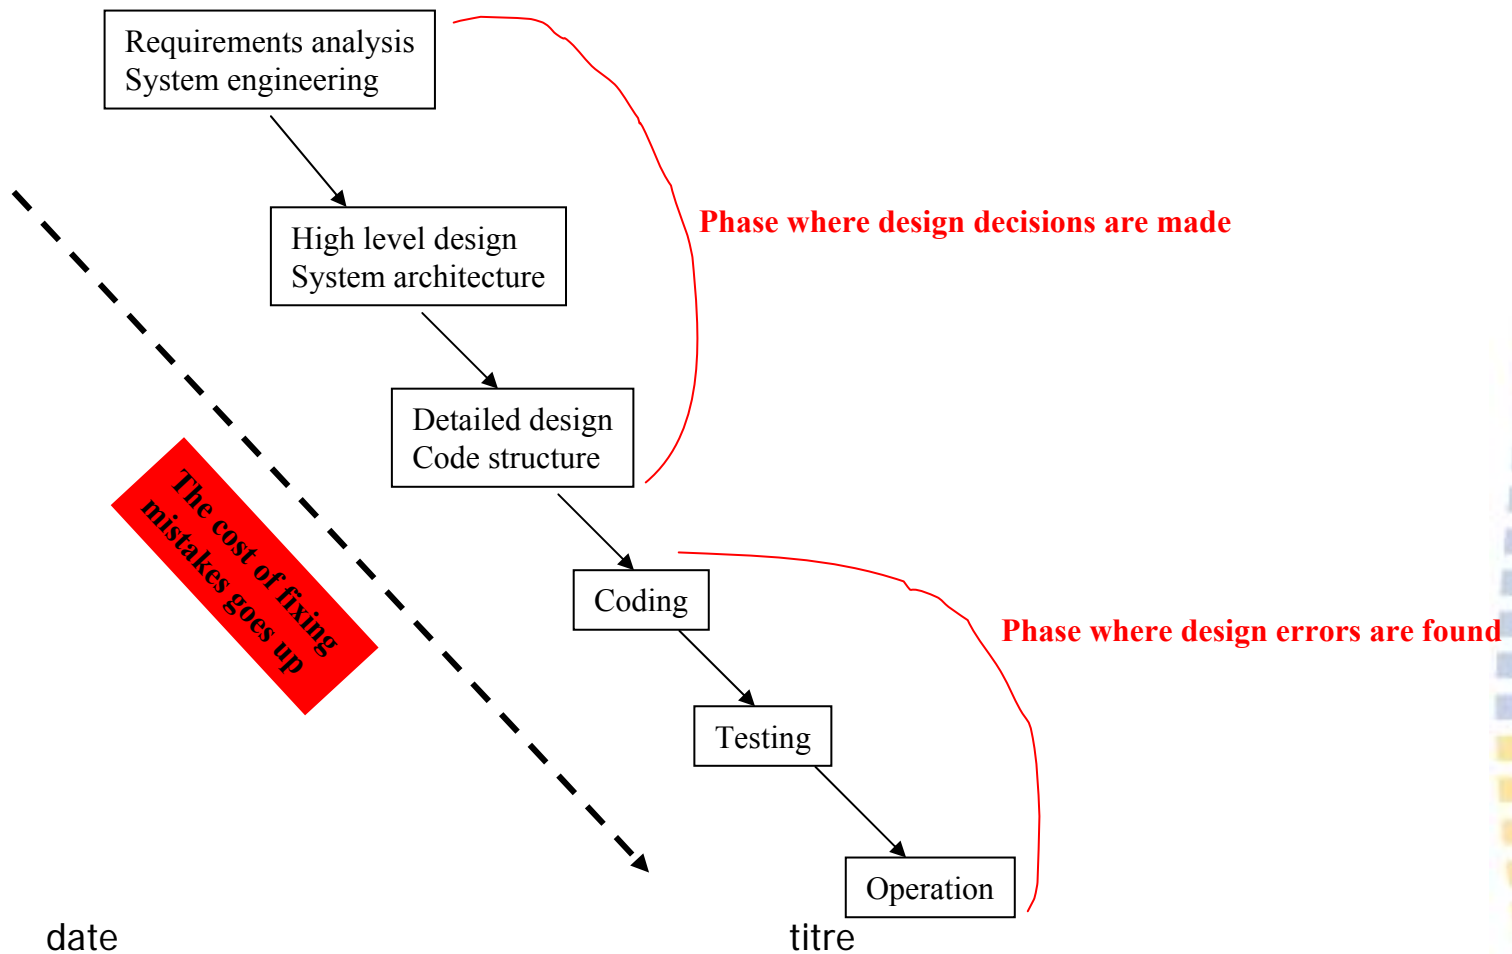 Requirements analysis
System engineering
Phase where design decisions are made
High level design
System architecture
Detailed design
Code structure
The cost of fixing
mistakes goes up
Coding
Phase where design errors are found
Testing
Operation
date
titre